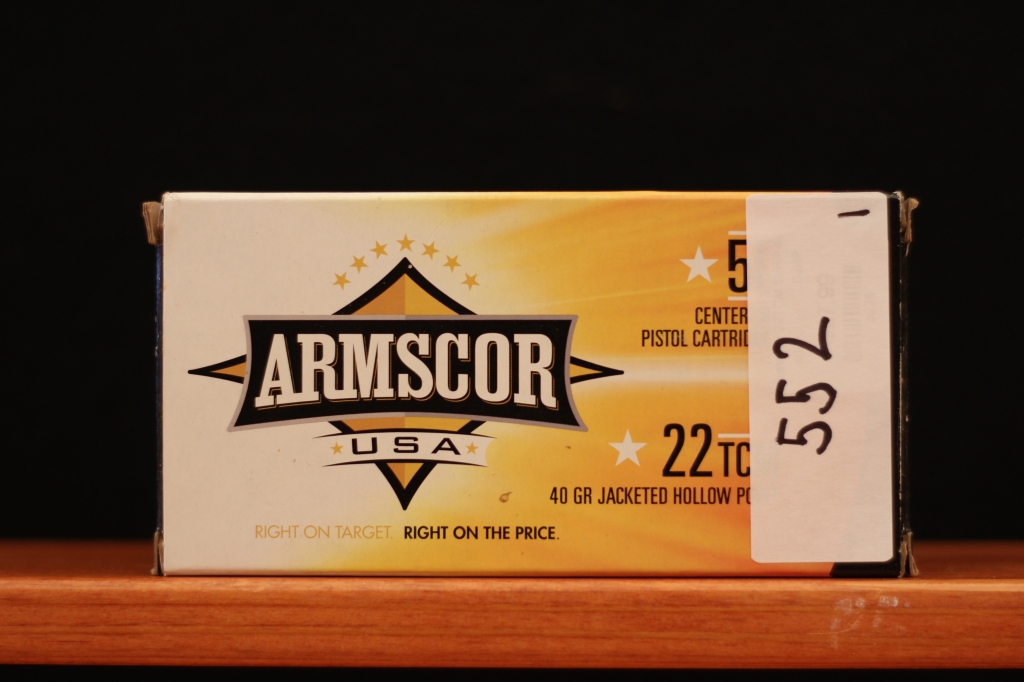 ARMSCOR
USA
RIGHT ON TARGET. RIGHT ON THE PRICE.
5
CENTER
PISTOL CARTRID
22TC
40 GR JACKETED HOLLOW PO
552